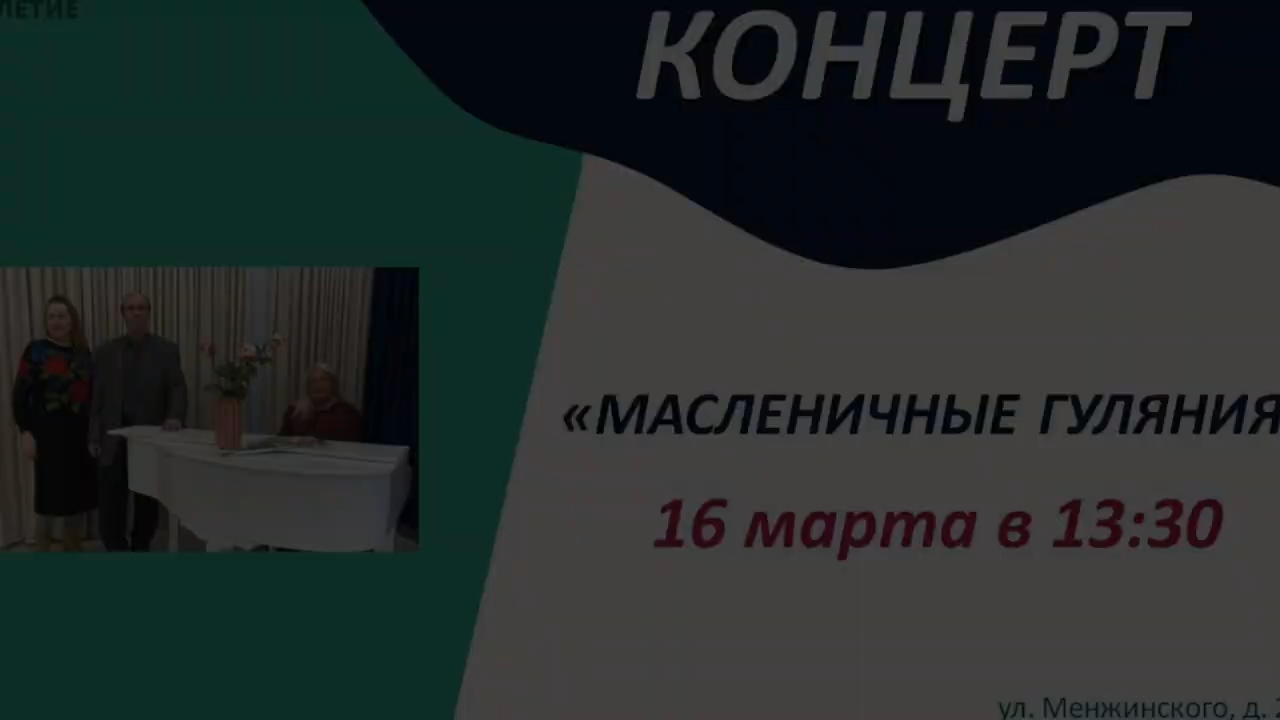 ЛЕТИЕ
КОНЦЕРТ
«МАСЛЕНИЧНЫЕ ГУЛЯНИЯ
16 марта в 13:30
ул. Менжинского, д.